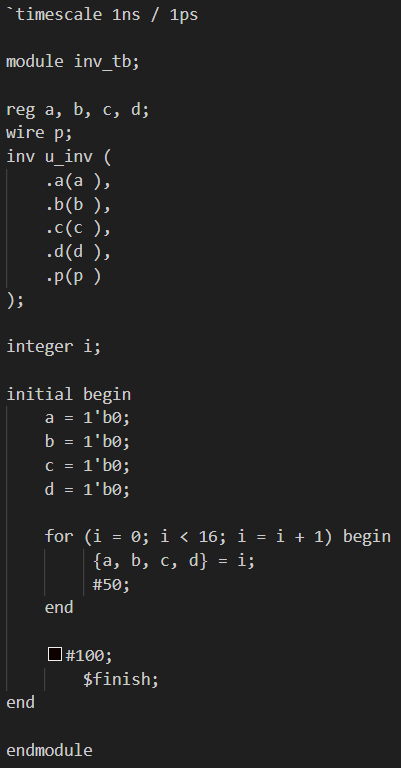 `timescale 1ns / 1ps
module inv_tb;
reg a, b, c, d;
wire p;
inv u_inv (
.a(a ),
.b(b ),
.c(c ),
.d(d ),
.p(p )
);
integer i;
initial begin
a = 1'b0;
b = 1'b0;
c = 1'b0;
d = 1'b0;
for (i = 0; i < 16; i = i + 1) begin
{a, b, c, d} = i;
#50;
end
#100;
$finish;
end
endmodule